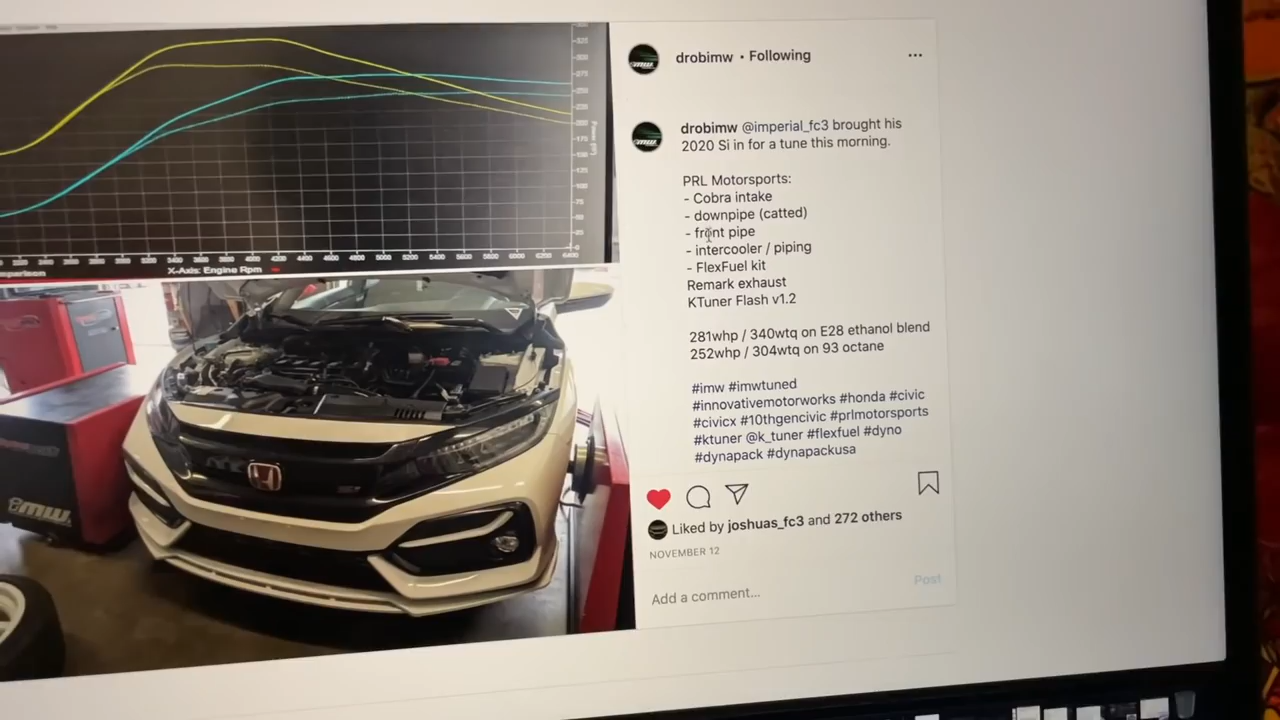 drobimw • Following
drobimw @imperial_fc3 brought his
2020 Si in for a tune this morning.
PRL Motorsports:
- Cobra intake
- downpipe (catted)
- front pipe
- intercooler / piping
- FlexFuel kit
Remark exhaust
KTuner Flash v1.2
281whp / 340wtq on E28 ethanol blend
252whp / 304wtq on 93 octane
#imw #imwtuned
#innovativemotorworks #honda #civic
#civicx #10thgencivic #prlmotorsports
#ktuner @k_tuner #flexfuel #dyno
#dynapack #dynapackusa
Liked by joshuas_fc3 and 272 others
NOVEMBER 12
Add a comment...
Post
X-Axis: Engine Rpm
imw